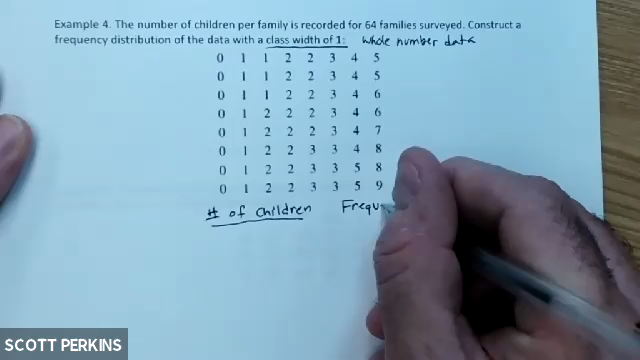 Example 4. The number of children per family is recorded for 64 families surveyed. Construct a
frequency distribution of the data with a class width of 1: whole number data
0 1 1 2 2 3 4 5
0 1 1 2 2 3 4 5
0 1 1 2 2 3 4 6
0 1 2 2 2 3 4 6
0 1 2 2 2 3 4 7
0 1 2 2 3 3 4 8
0 1 2 2 3 3 5 8
0 1 2 2 3 3 5 9
# of children Frequ
SCOTT PERKINS